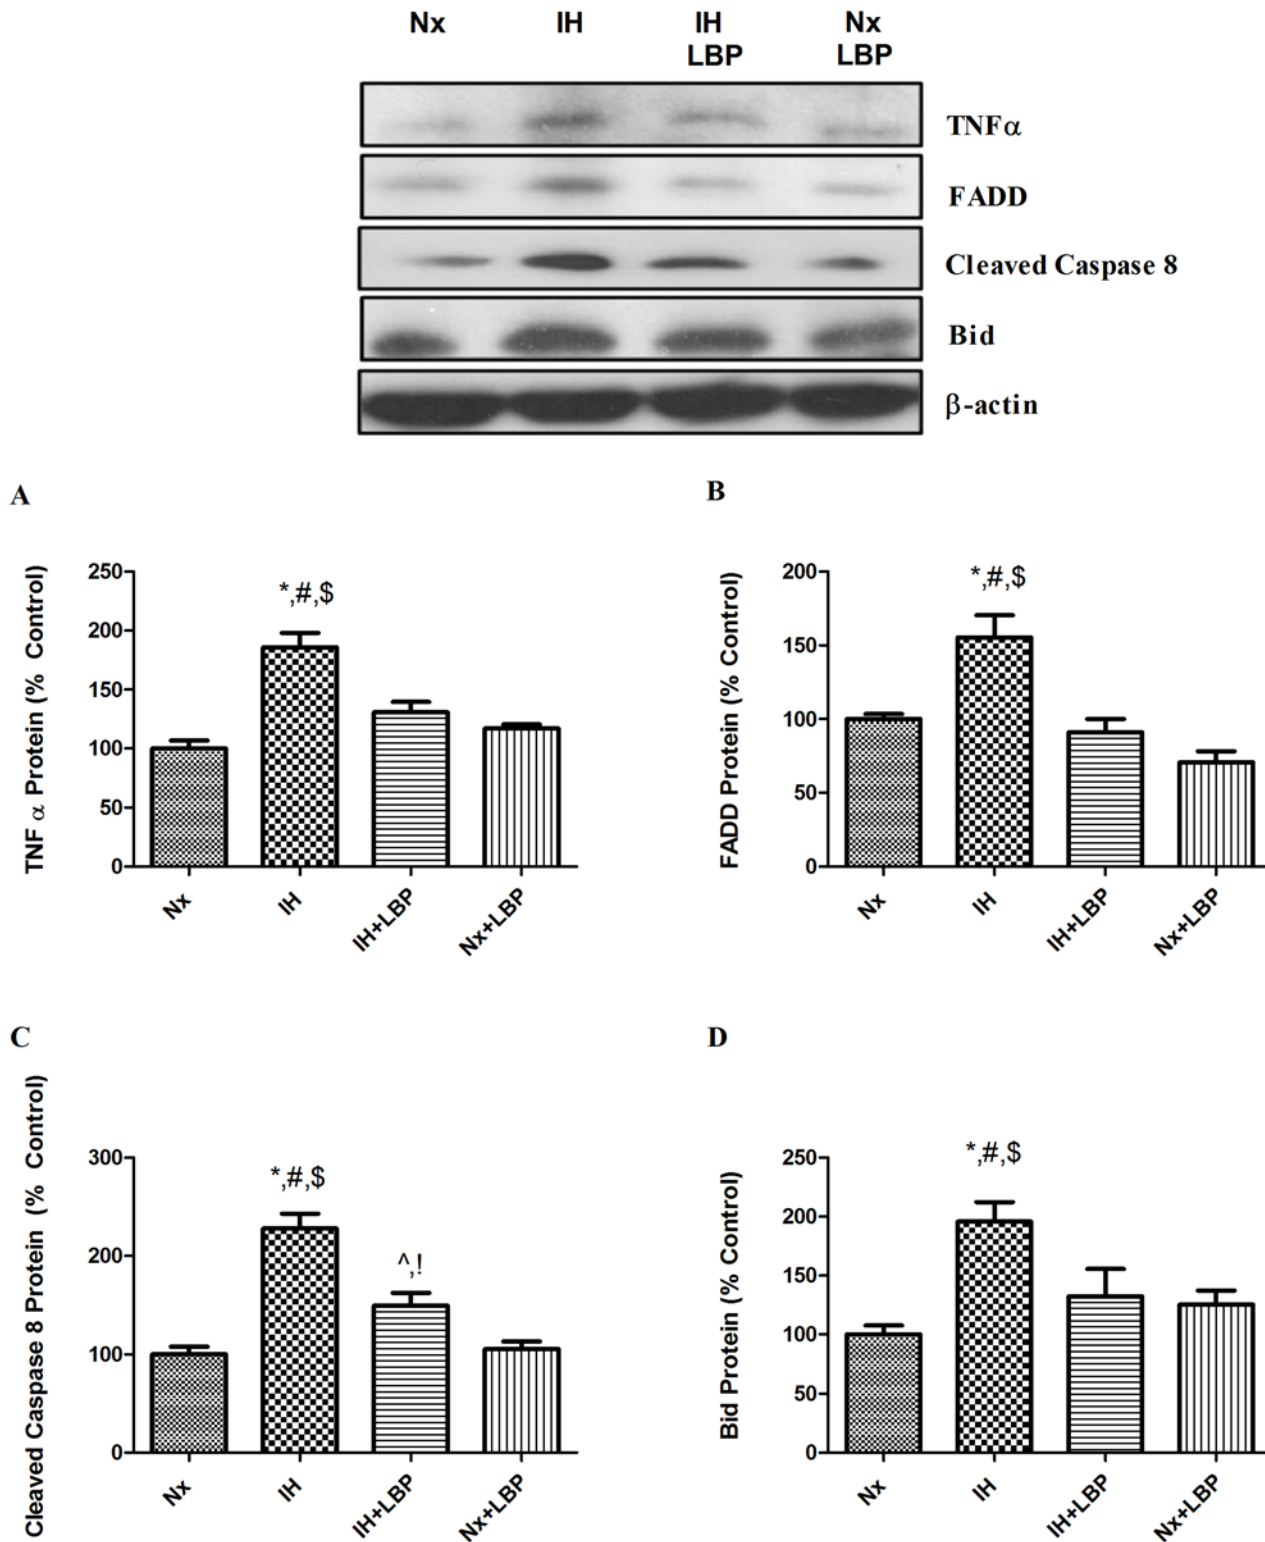 Nx IH IH Nx
LBP LBP
TNFα
FADD
Cleaved Caspase 8
Bid
β-actin
A
TNF α Protein (% Control)
250
200
150
100
50
0
*,#,$
Nx IH IH+LBP Nx+LBP
B
FADD Protein (% Control)
200
150
100
50
0
*,#,$
Nx IH IH+LBP Nx+LBP
C
Cleaved Caspase 8 Protein (% Control)
300
200
100
0
*,#,$
^,!
Nx IH IH+LBP Nx+LBP
D
Bid Protein (% Control)
250
200
150
100
50
0
*,#,$
Nx IH IH+LBP Nx+LBP